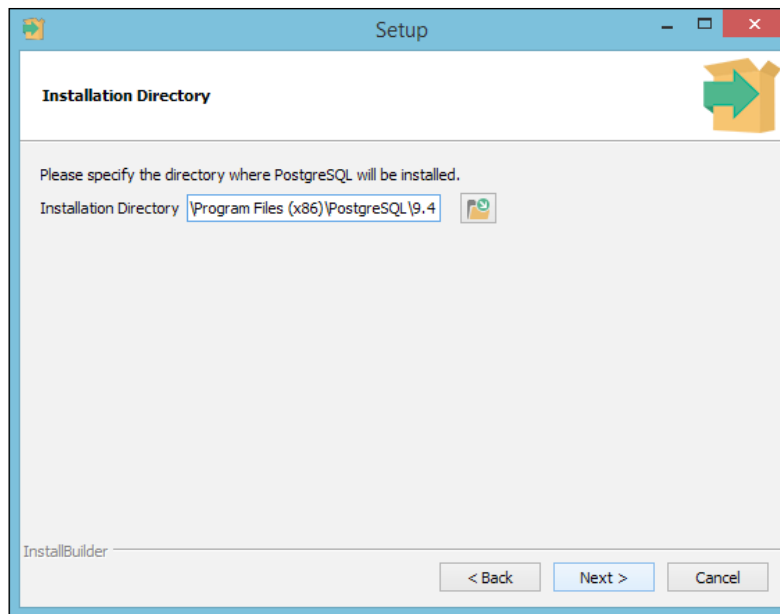 Setup
Installation Directory
Please specify the directory where PostgreSQL will be installed.
Installation Directory \Program Files (x86)\PostgreSQL\9.4
InstallBuilder
< Back Next > Cancel